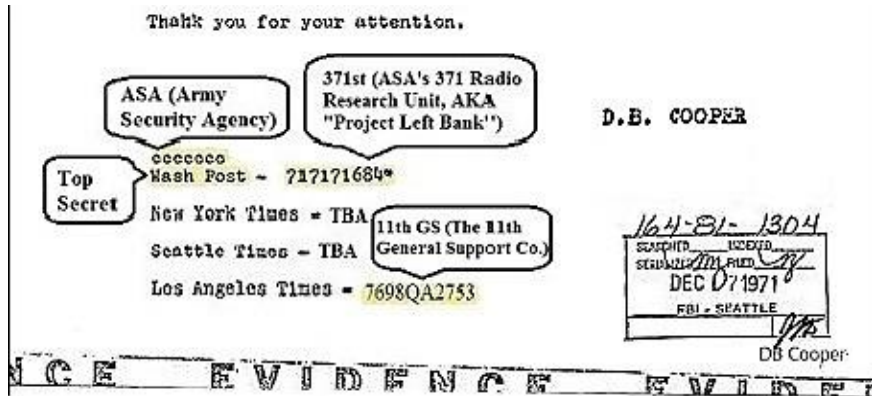 Thahk you for your attention.
ASA (Army
Security Agency)
371st (ASA's 371 Radio
Research Unit, AKA
"Project Left Bank")
D.B. COOPER
ccccccc
Wash Post - 717171684*
Top
Secret
New York Times = TBA
11th GS (The 11th
General Support Co.)
Seattle Times - TBA
Los Angeles Times = 7698QA2753
164-81- 1304
SEARCHED INDEXED
SERIALIZED FILED
DEC 07 1971
FBI - SEATTLE
DB Cooper
NCE EVIDENCE EVIDE